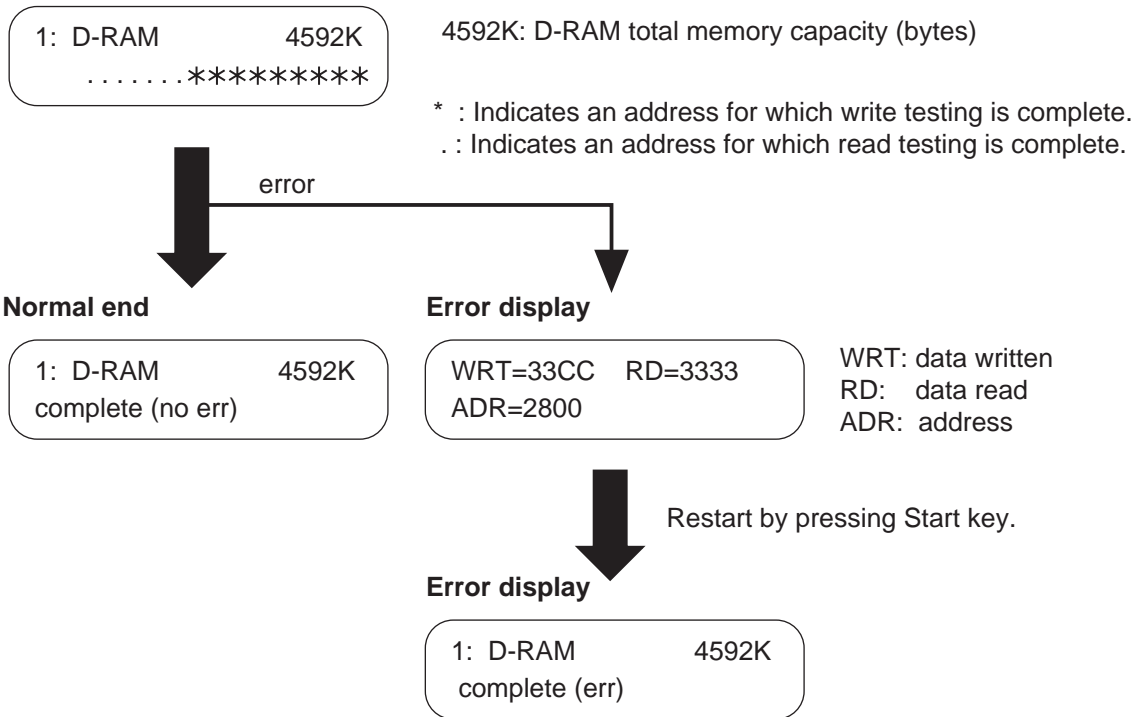 1: D-RAM 4592K
. . . . . . .*********
4592K: D-RAM total memory capacity (bytes)
* : Indicates an address for which write testing is complete.
. : Indicates an address for which read testing is complete.
error
Normal end
1: D-RAM 4592K
complete (no err)
Error display
WRT=33CC RD=3333
ADR=2800
WRT: data written
RD: data read
ADR: address
Restart by pressing Start key.
Error display
1: D-RAM 4592K
complete (err)